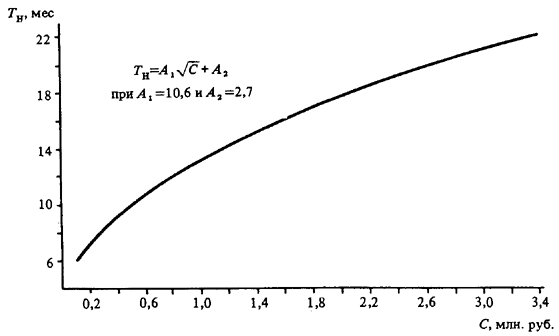 Tн, мес
22
18
14
10
6
Tн=A₁√C + A₂
при A₁=10,6 и A₂=2,7
0,2 0,6 1,0 1,4 1,8 2,2 2,6 3,0 3,4
C, млн. руб.